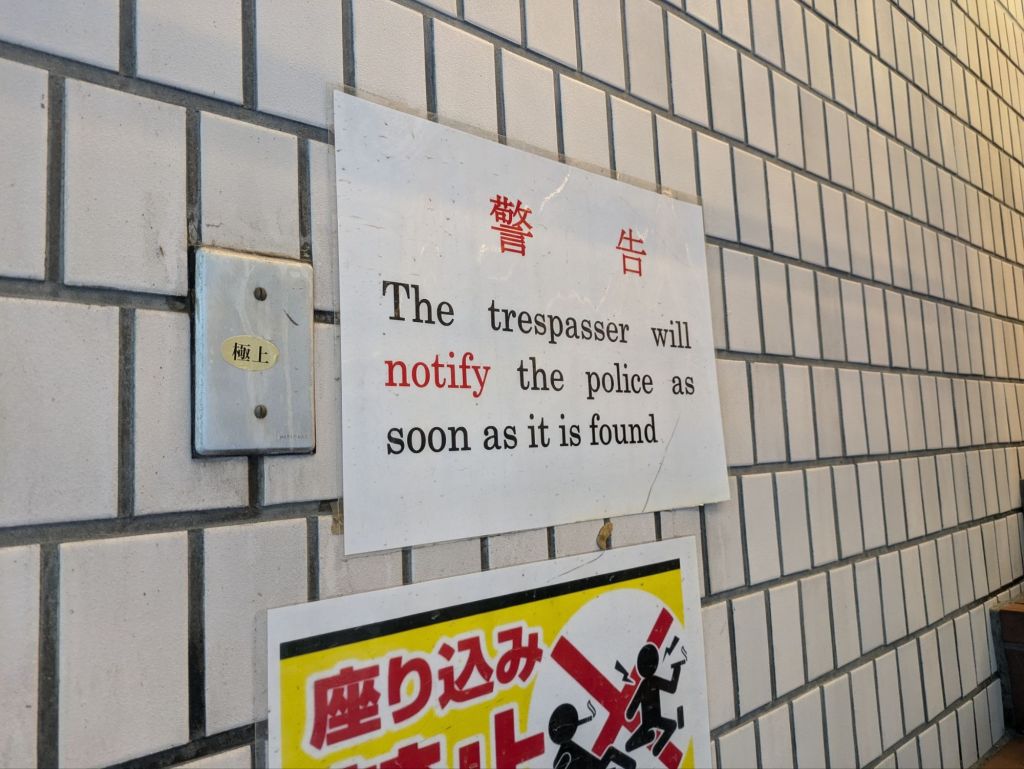 警告
The trespasser will
notify the police as
soon as it is found
極上
座り込み